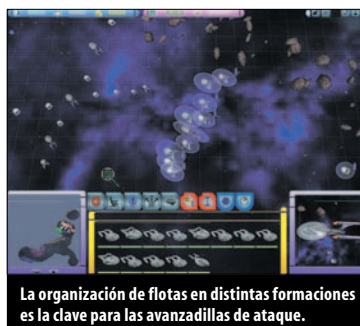 La organización de flotas en distintas formaciones
es la clave para las avanzadillas de ataque.